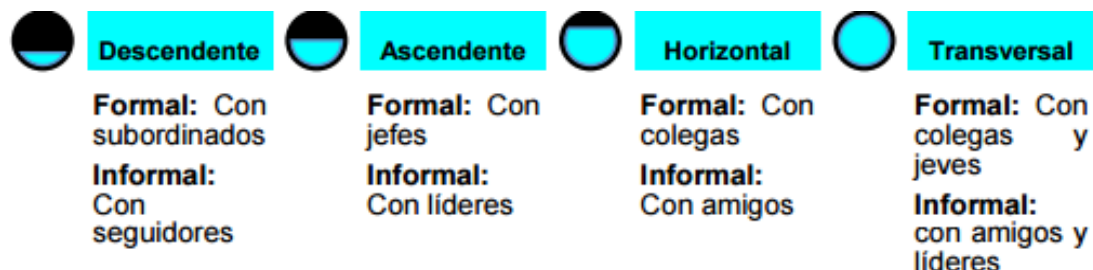 Descendente
Formal: Con
subordinados
Informal:
Con
seguidores
Ascendente
Formal: Con
jefes
Informal:
Con líderes
Horizontal
Formal: Con
colegas
Informal:
Con amigos
Transversal
Formal: Con
colegas y
jeves
Informal:
con amigos y
líderes